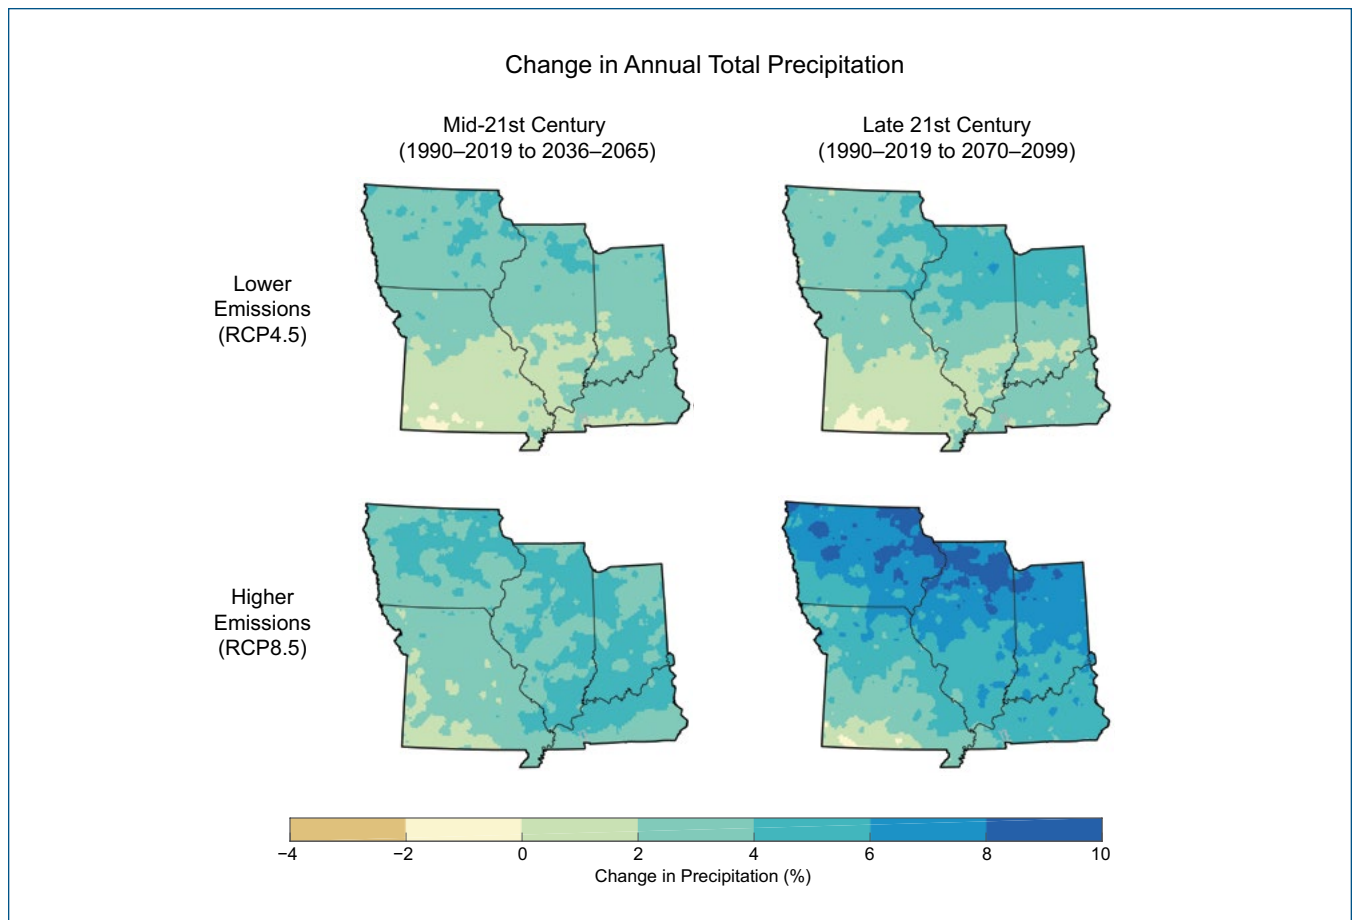 Change in Annual Total Precipitation
Mid-21st Century
(1990–2019 to 2036–2065)
Late 21st Century
(1990–2019 to 2070–2099)
Lower
Emissions
(RCP4.5)
Higher
Emissions
(RCP8.5)
−4 −2 0 2 4 6 8 10
Change in Precipitation (%)